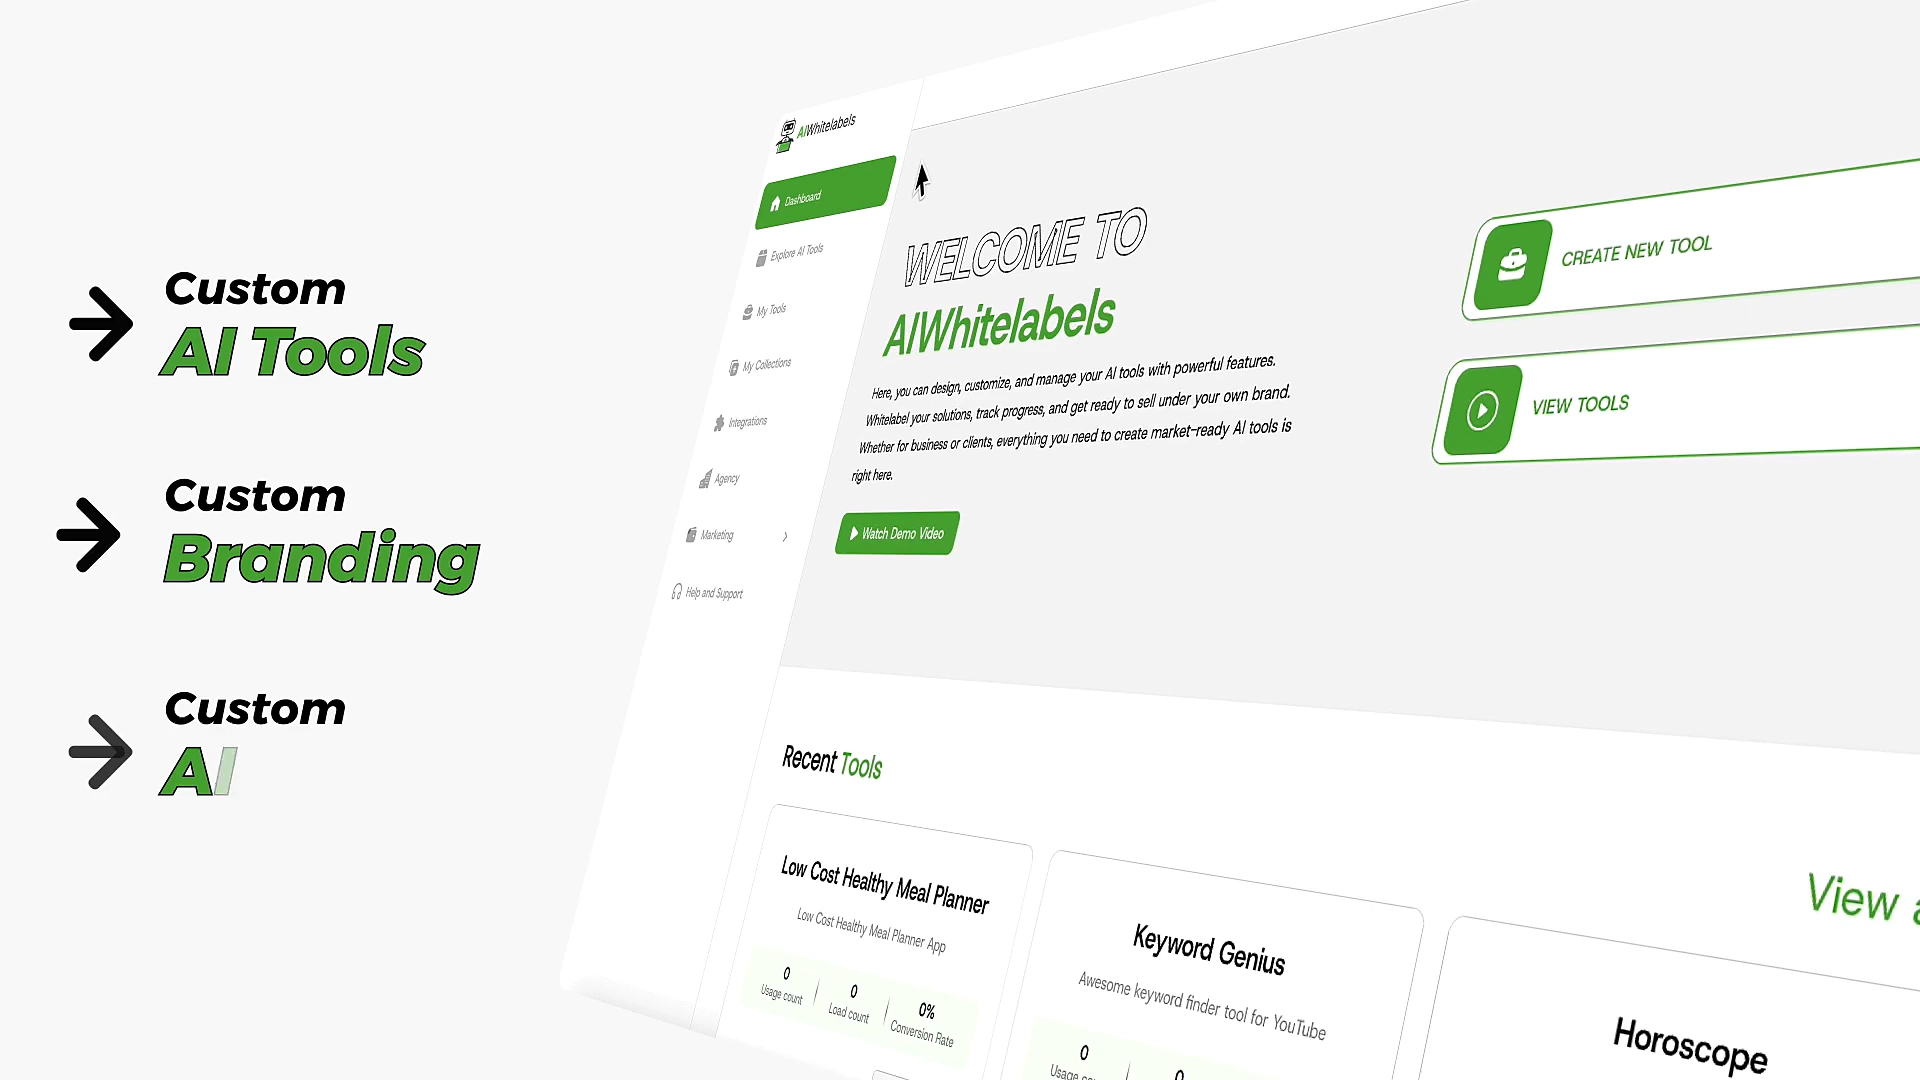 Custom
AI Tools
Custom
Branding
Custom
AI
AIWhitelabels
Dashboard
Explore AI Tools
My Tools
My Collections
Integrations
Agency
Marketing
Help and Support
WELCOME TO
AIWhitelabels
Here, you can design, customize, and manage your AI tools with powerful features.
Whitelabel your solutions, track progress, and get ready to sell under your own brand.
Whether for business or clients, everything you need to create market-ready AI tools is
right here.
Watch Demo Video
CREATE NEW TOOL
VIEW TOOLS
Recent Tools
View
Low Cost Healthy Meal Planner
Low Cost Healthy Meal Planner App
0 0 0%
Usage count Load count Conversion Rate
Keyword Genius
Awesome keyword finder tool for YouTube
0 0
Usage
Horoscope